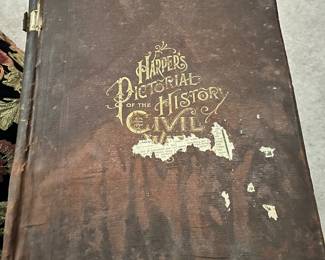 HARPER'S
PICTORIAL
OF THE HISTORY
CIVIL